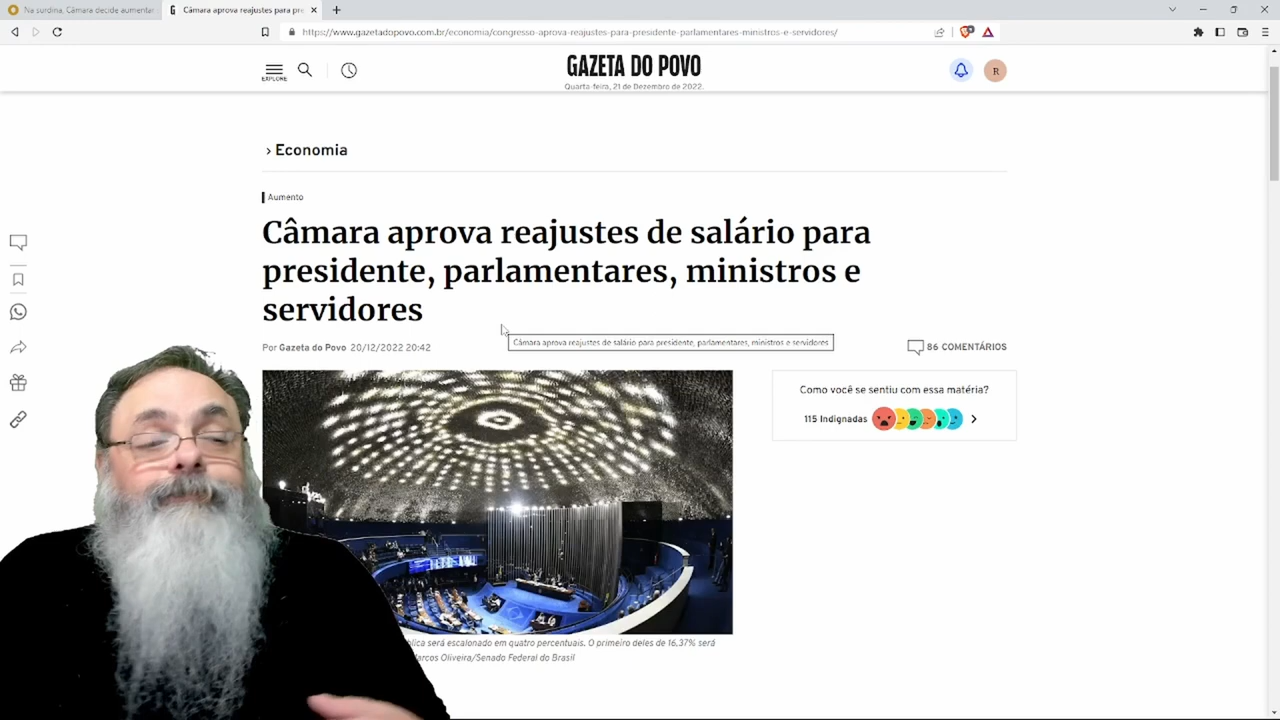 Na surdina, Câmara decide aumentar
Câmara aprova reajustes para pre
https://www.gazetadopovo.com.br/economia/congresso-aprova-reajustes-para-presidente-parlamentares-ministros-e-servidores/
EXPLORE
GAZETA DO POVO
Quarta-feira, 21 de Dezembro de 2022.
R
› Economia
Aumento
Câmara aprova reajustes de salário para
presidente, parlamentares, ministros e
servidores
Por Gazeta do Povo 20/12/2022 20:42
Câmara aprova reajustes de salário para presidente, parlamentares, ministros e servidores
86 COMENTÁRIOS
Como você se sentiu com essa matéria?
115 Indignadas
blica será escalonado em quatro percentuais. O primeiro deles de 16,37% será
arcos Oliveira/Senado Federal do Brasil